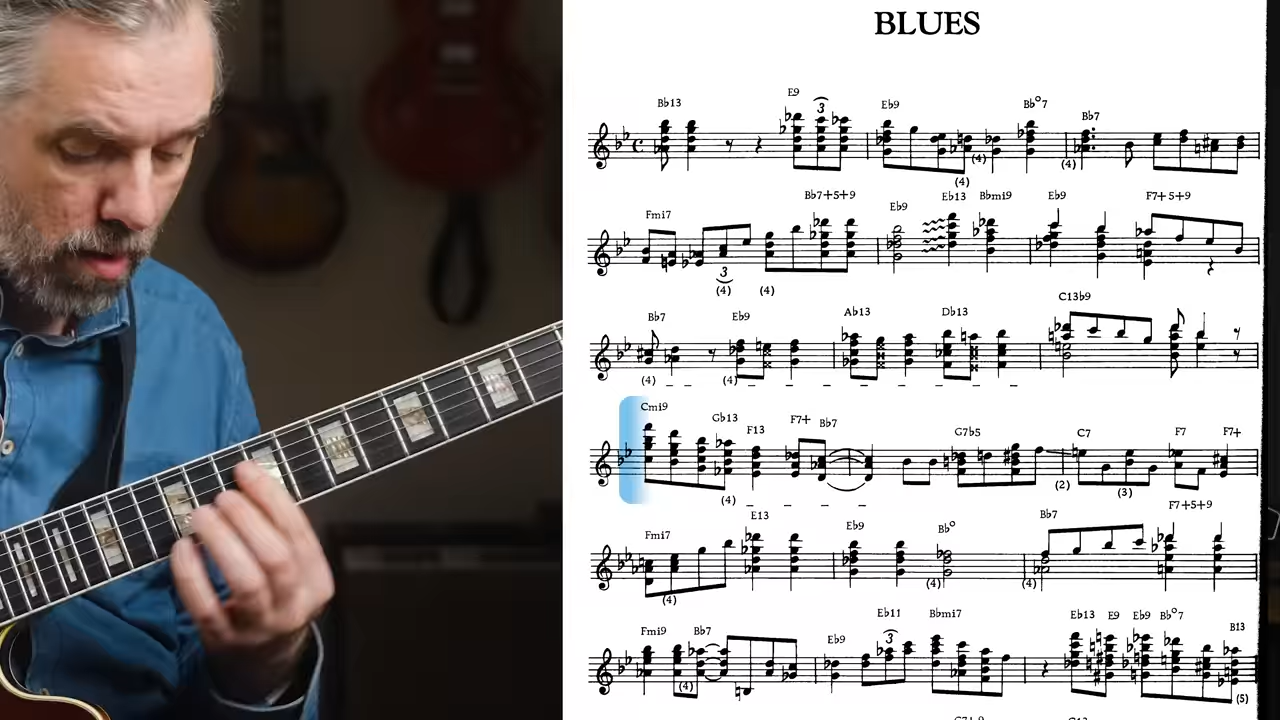 BLUES
Bb13 E9 3 Eb9 Bb°7 Bb7
(4) (4) (4)
Fmi7 Bb7+5+9 Eb9 Eb13 Bbmi9 Eb9 F7+5+9
3
(4) (4)
Bb7 Eb9 Ab13 Db13 C13b9
(4) _ _ (4) _ _ _ _ _ _ _ _
Cmi9 Gb13 F13 F7+ Bb7 G7b5 C7 F7 F7+
(4) _ _ _ _ (2) (3)
Fmi7 E13 Eb9 Bb° Bb7 F7+5+9
(4) (4) (4)
Fmi9 Bb7 Eb9 Eb11 3 Bbmi7 Eb13 E9 Eb9 Bb°7 B13
(4) (5)